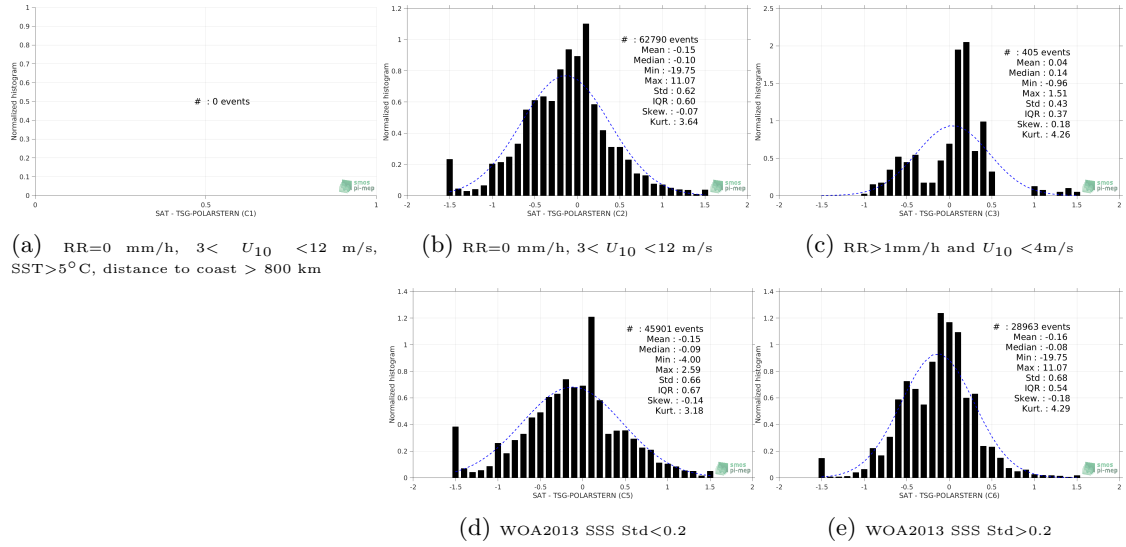 1
0.9
0.8
0.7
0.6
0.5
0.4
0.3
0.2
0.1
0
Normalized histogram
# : 0 events
smos
pi-mep
0 0.5 1
SAT - TSG-POLARSTERN (C1)
(a) RR=0 mm/h, 3< U10 <12 m/s,
SST>5°C, distance to coast > 800 km
1.2
1
0.8
0.6
0.4
0.2
0
Normalized histogram
# : 62790 events
Mean : -0.15
Median : -0.10
Min : -19.75
Max : 11.07
Std : 0.62
IQR : 0.60
Skew. : -0.07
Kurt. : 3.64
smos
pi-mep
-2 -1.5 -1 -0.5 0 0.5 1 1.5 2
SAT - TSG-POLARSTERN (C2)
(b) RR=0 mm/h, 3< U10 <12 m/s
2.5
2
1.5
1
0.5
0
Normalized histogram
# : 405 events
Mean : 0.04
Median : 0.14
Min : -0.96
Max : 1.51
Std : 0.43
IQR : 0.37
Skew. : 0.18
Kurt. : 4.26
smos
pi-mep
-2 -1.5 -1 -0.5 0 0.5 1 1.5 2
SAT - TSG-POLARSTERN (C3)
(c) RR>1mm/h and U10 <4m/s
1.4
1.2
1
0.8
0.6
0.4
0.2
0
Normalized histogram
# : 45901 events
Mean : -0.15
Median : -0.09
Min : -4.00
Max : 2.59
Std : 0.66
IQR : 0.67
Skew. : -0.14
Kurt. : 3.18
smos
pi-mep
-2 -1.5 -1 -0.5 0 0.5 1 1.5 2
SAT - TSG-POLARSTERN (C5)
(d) WOA2013 SSS Std<0.2
1.4
1.2
1
0.8
0.6
0.4
0.2
0
Normalized histogram
# : 28963 events
Mean : -0.16
Median : -0.08
Min : -19.75
Max : 11.07
Std : 0.68
IQR : 0.54
Skew. : -0.18
Kurt. : 4.29
smos
pi-mep
-2 -1.5 -1 -0.5 0 0.5 1 1.5 2
SAT - TSG-POLARSTERN (C6)
(e) WOA2013 SSS Std>0.2